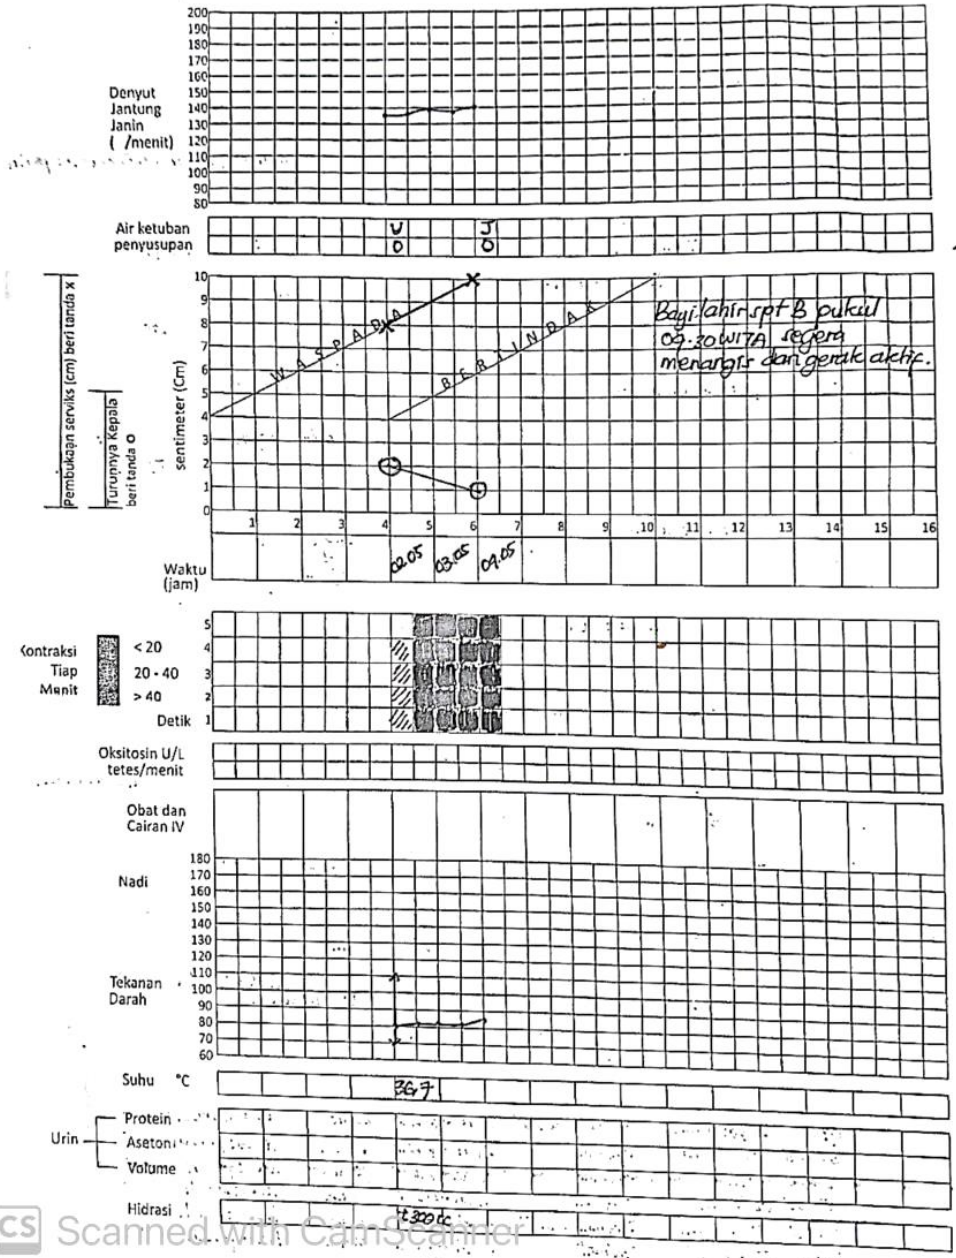 200
190
180
170
160
150
140
130
120
110
100
90
80
Denyut
Jantung
Janin
( /menit)
Air ketuban
penyusupan
U J
0 0
Pembukaan serviks (cm) beri tanda x
Turunnya Kepala
beri tanda o
sentimeter (Cm)
10
9
8
7
6
5
4
3
2
1
0
WASPADA
BERTINDAK
Bayi lahir spt B pukul
09.30 WITA segera
menangis dan gerak aktif.
1 2 3 4 5 6 7 8 9 10 11 12 13 14 15 16
Waktu
(jam)
02.05 03.05 04.05
Kontraksi
Tiap
Menit
< 20
20 - 40
> 40
Detik
5
4
3
2
1
Oksitosin U/L
tetes/menit
Obat dan
Cairan IV
Nadi
Tekanan
Darah
180
170
160
150
140
130
120
110
100
90
80
70
60
Suhu °C
36,7
Urin
Protein
Aseton
Volume
Hidrasi
±300 cc
CS Scanned with CamScanner